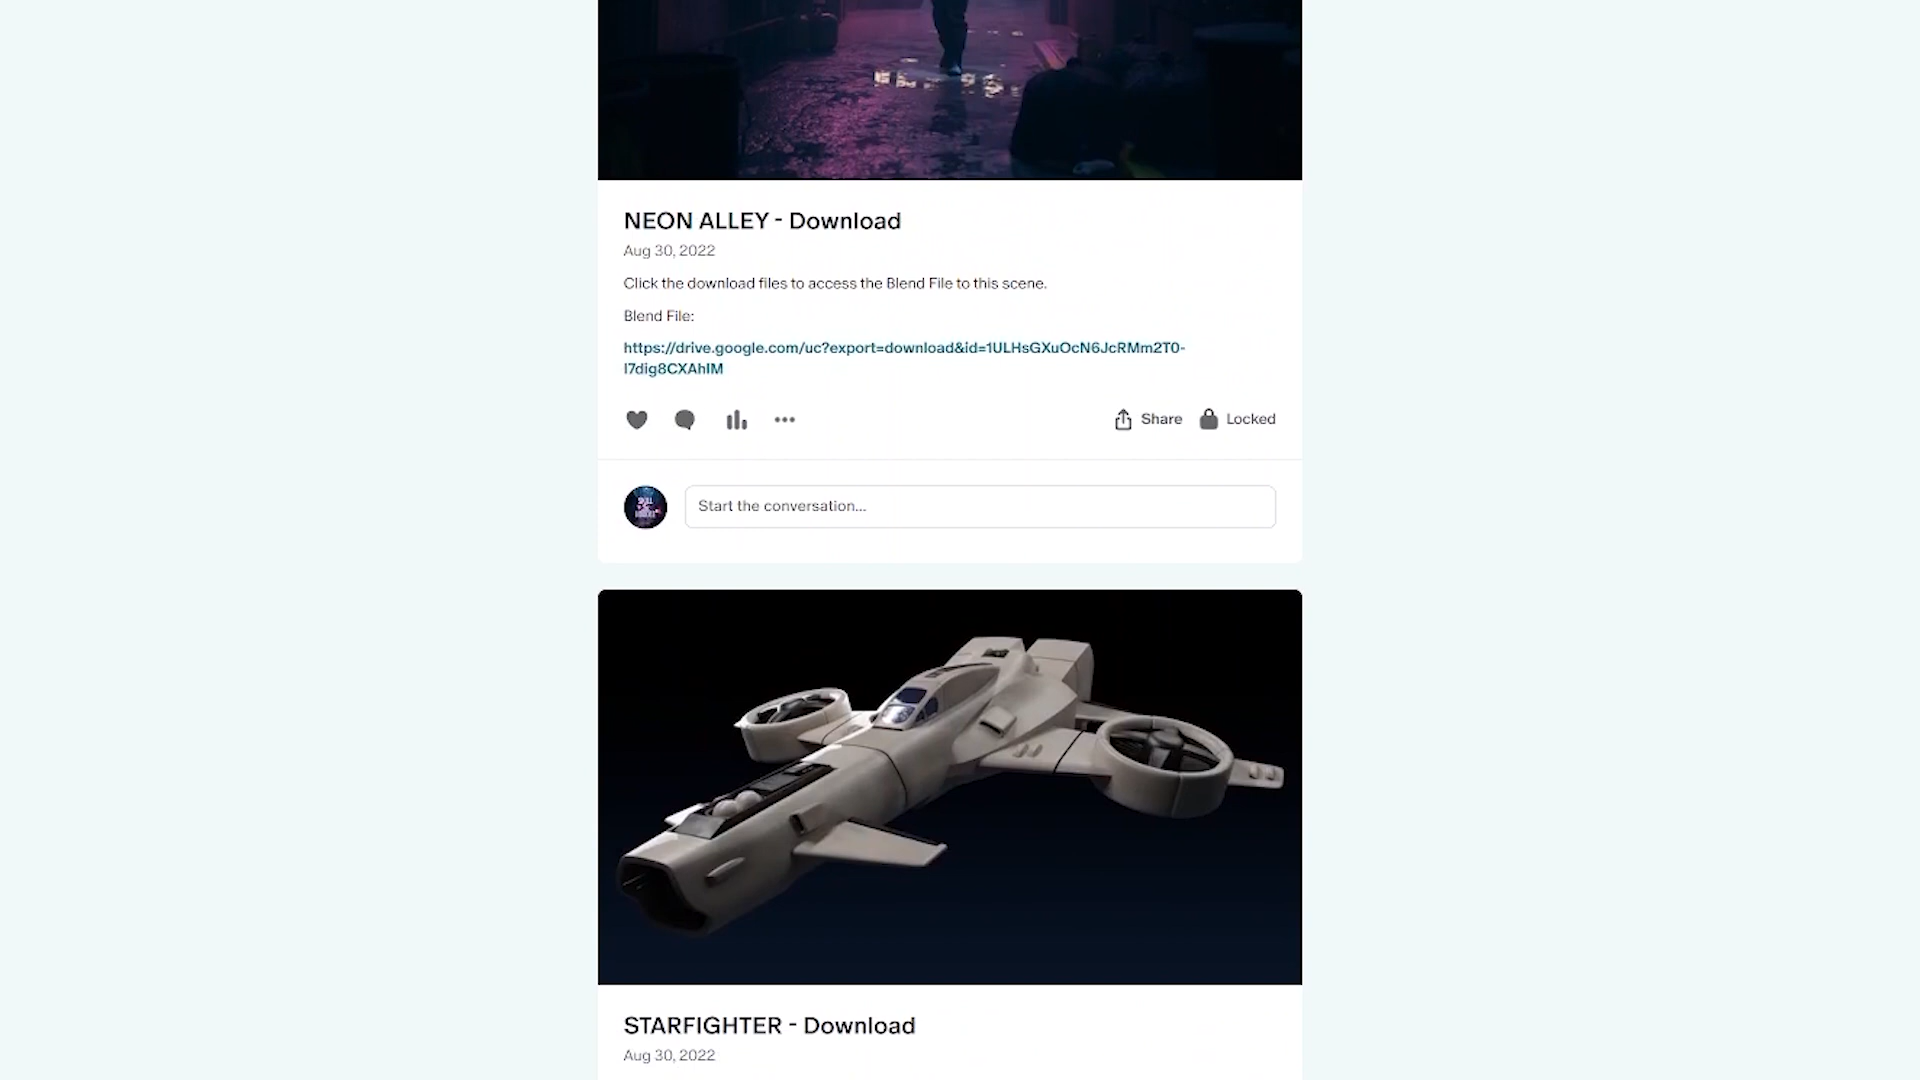 NEON ALLEY - Download
Aug 30, 2022
Click the download files to access the Blend File to this scene.
Blend File:
https://drive.google.com/uc?export=download&id=1ULHsGXuOcN6JcRMm2T0-
l7dig8CXAhlM
Share
Locked
Start the conversation...
STARFIGHTER - Download
Aug 30, 2022